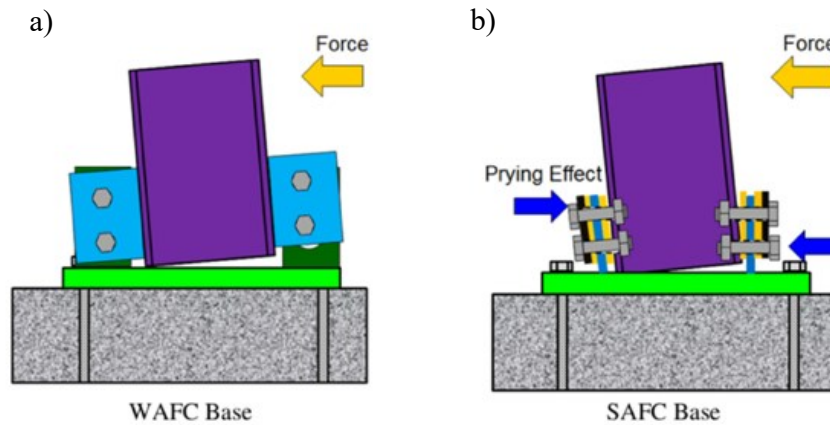 a)
Force
WAFC Base
b)
Force
Prying Effect
SAFC Base